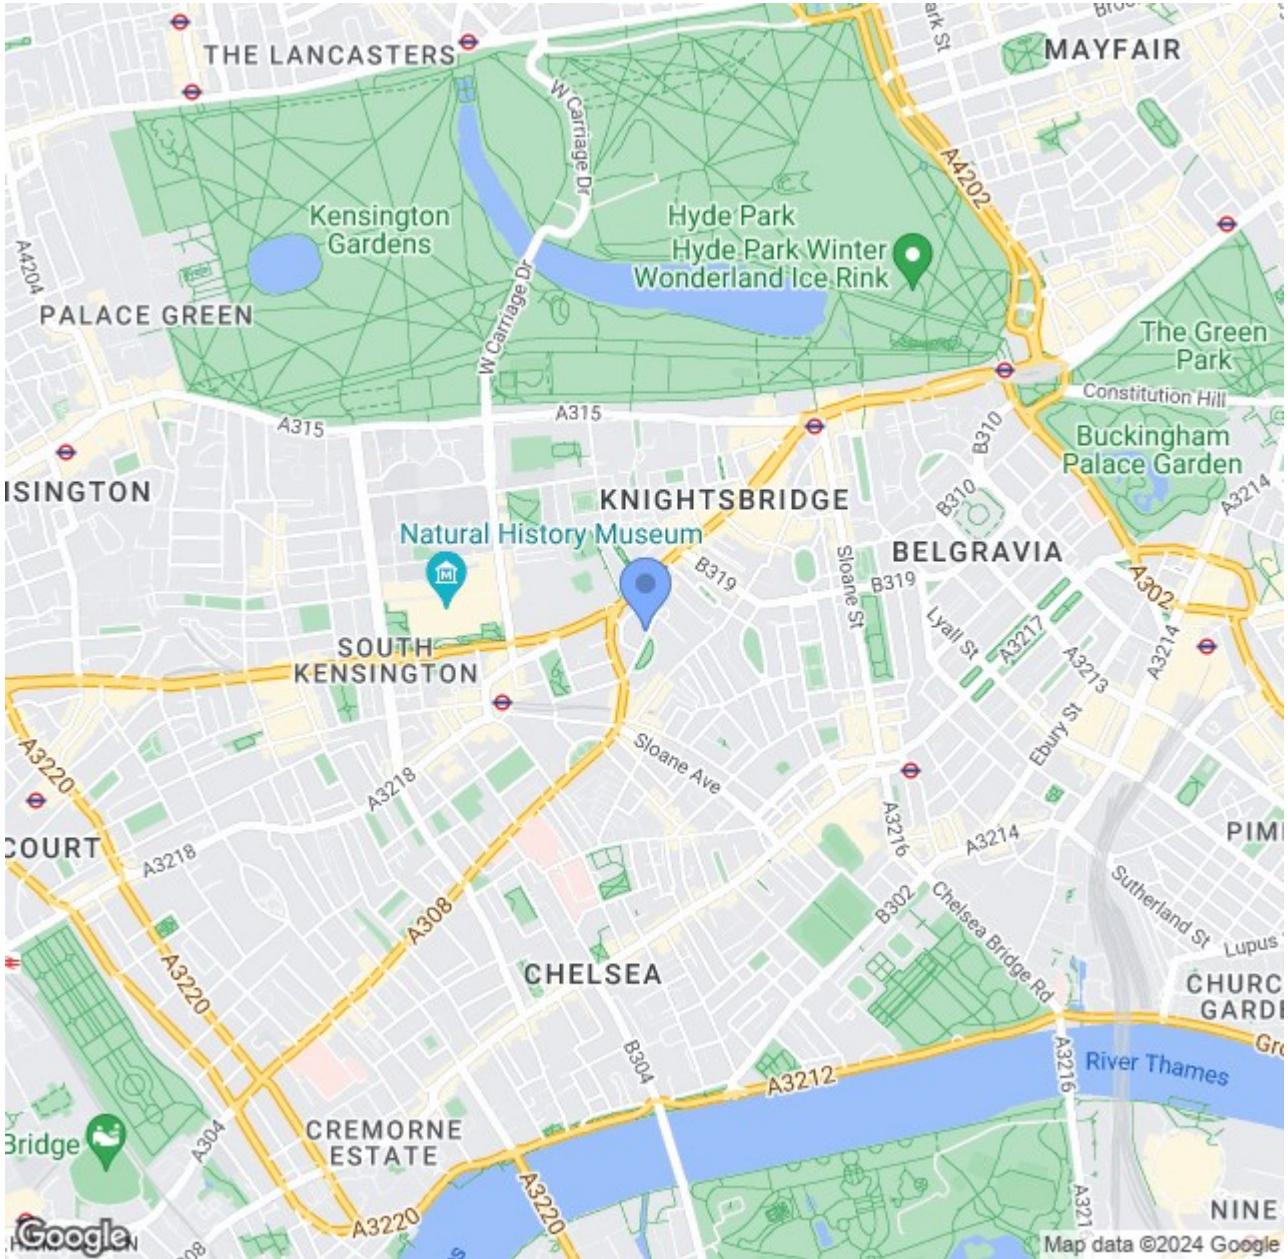 THE LANCASTERS
MAYFAIR
W Carriage Dr
A4202
Kensington
Gardens
Hyde Park
Hyde Park Winter
Wonderland Ice Rink
A4204
PALACE GREEN
W Carriage Dr
The Green
Park
Constitution Hill
A315
A315
B310
Buckingham
Palace Garden
ISINGTON
KNIGHTSBRIDGE
B310
A3214
Natural History Museum
BELGRAVIA
B319
Sloane St
B319
A302
SOUTH
KENSINGTON
Lyall St
A3217
A3214
A3213
Ebury St
Sloane Ave
A3220
A3218
COURT
A3218
A3216
A3214
PIMI
Sutherland St
A308
B302
Chelsea Bridge Rd
Lupus
A3220
CHELSEA
CHURC
GARDE
B304
A3212
A3216
River Thames
Gro
Bridge
A304
CREMORNE
ESTATE
A3220
A3220
A3216
NINE
Google
Map data ©2024 Google